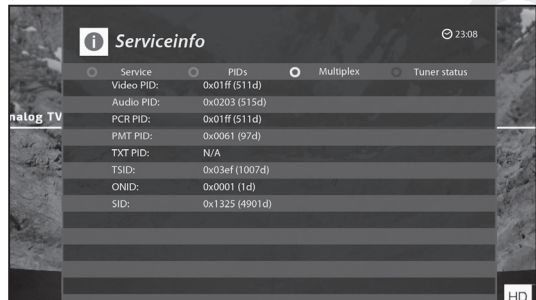 Serviceinfo
23:08
Service PIDs Multiplex Tuner status
Video PID: 0x01ff (511d)
Audio PID: 0x0203 (515d)
nalog TV
PCR PID: 0x01ff (511d)
PMT PID: 0x0061 (97d)
TXT PID: N/A
TSID: 0x03ef (1007d)
ONID: 0x0001 (1d)
SID: 0x1325 (4901d)
HD